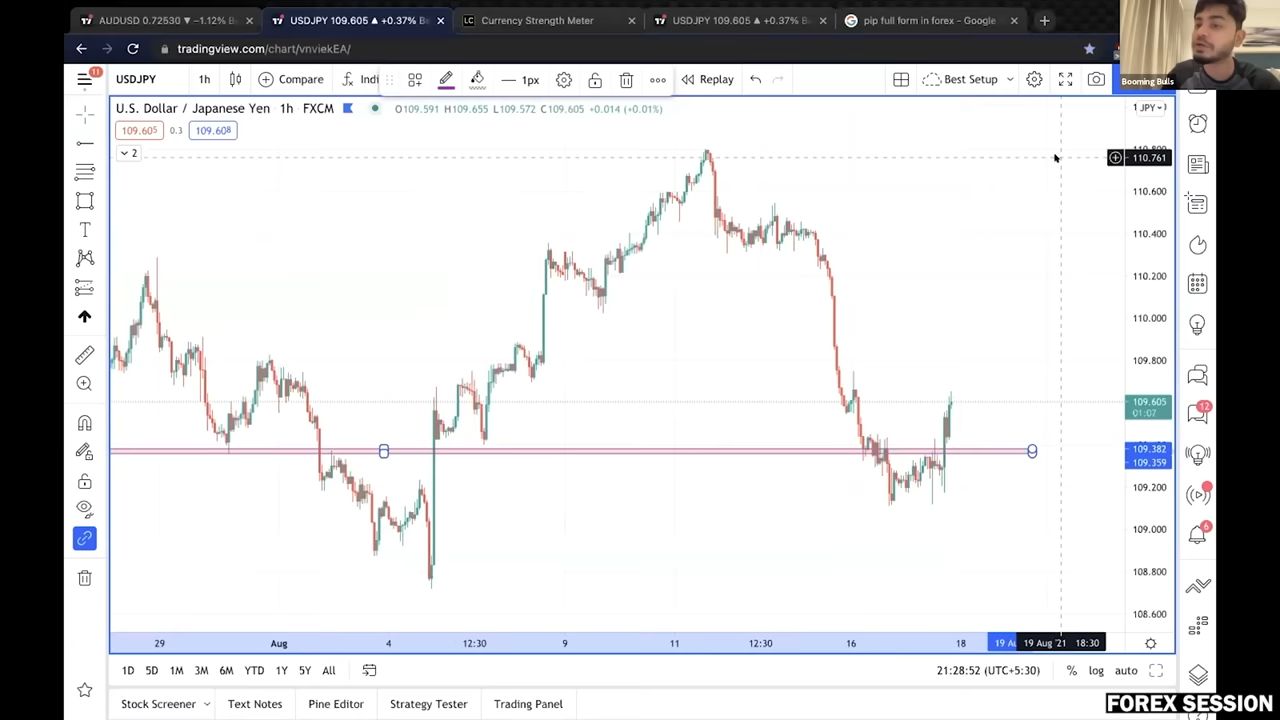 AUDUSD 0.72530 ▼ −1.12% B
USDJPY 109.605 ▲ +0.37% B
Currency Strength Meter
USDJPY 109.605 ▲ +0.37% B
pip full form in forex - Google
tradingview.com/chart/vnviekEA/
Booming Bulls
11
USDJPY
1h
Compare
Indi
1px
Replay
Best Setup
U.S. Dollar / Japanese Yen · 1h · FXCM
O109.591 H109.655 L109.572 C109.605 +0.014 (+0.01%)
JPY
109.605
0.3
109.608
2
110.761
110.600
110.400
110.200
110.000
109.800
109.605
01:07
109.382
109.359
109.200
109.000
108.800
108.600
12
6
29
Aug
4
12:30
9
11
12:30
16
18
19 Au
19 Aug '21 18:30
1D 5D 1M 3M 6M YTD 1Y 5Y All
21:28:52 (UTC+5:30)
% log auto
Stock Screener
Text Notes
Pine Editor
Strategy Tester
Trading Panel
FOREX SESSION